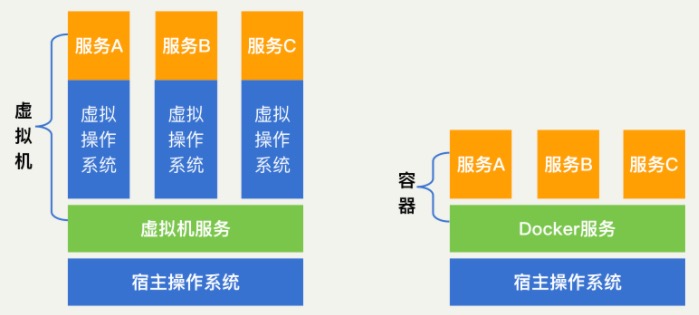 虚拟机
服务A
服务B
服务C
虚拟
操作
系统
虚拟
操作
系统
虚拟
操作
系统
虚拟机服务
宿主操作系统
容器
服务A
服务B
服务C
Docker服务
宿主操作系统